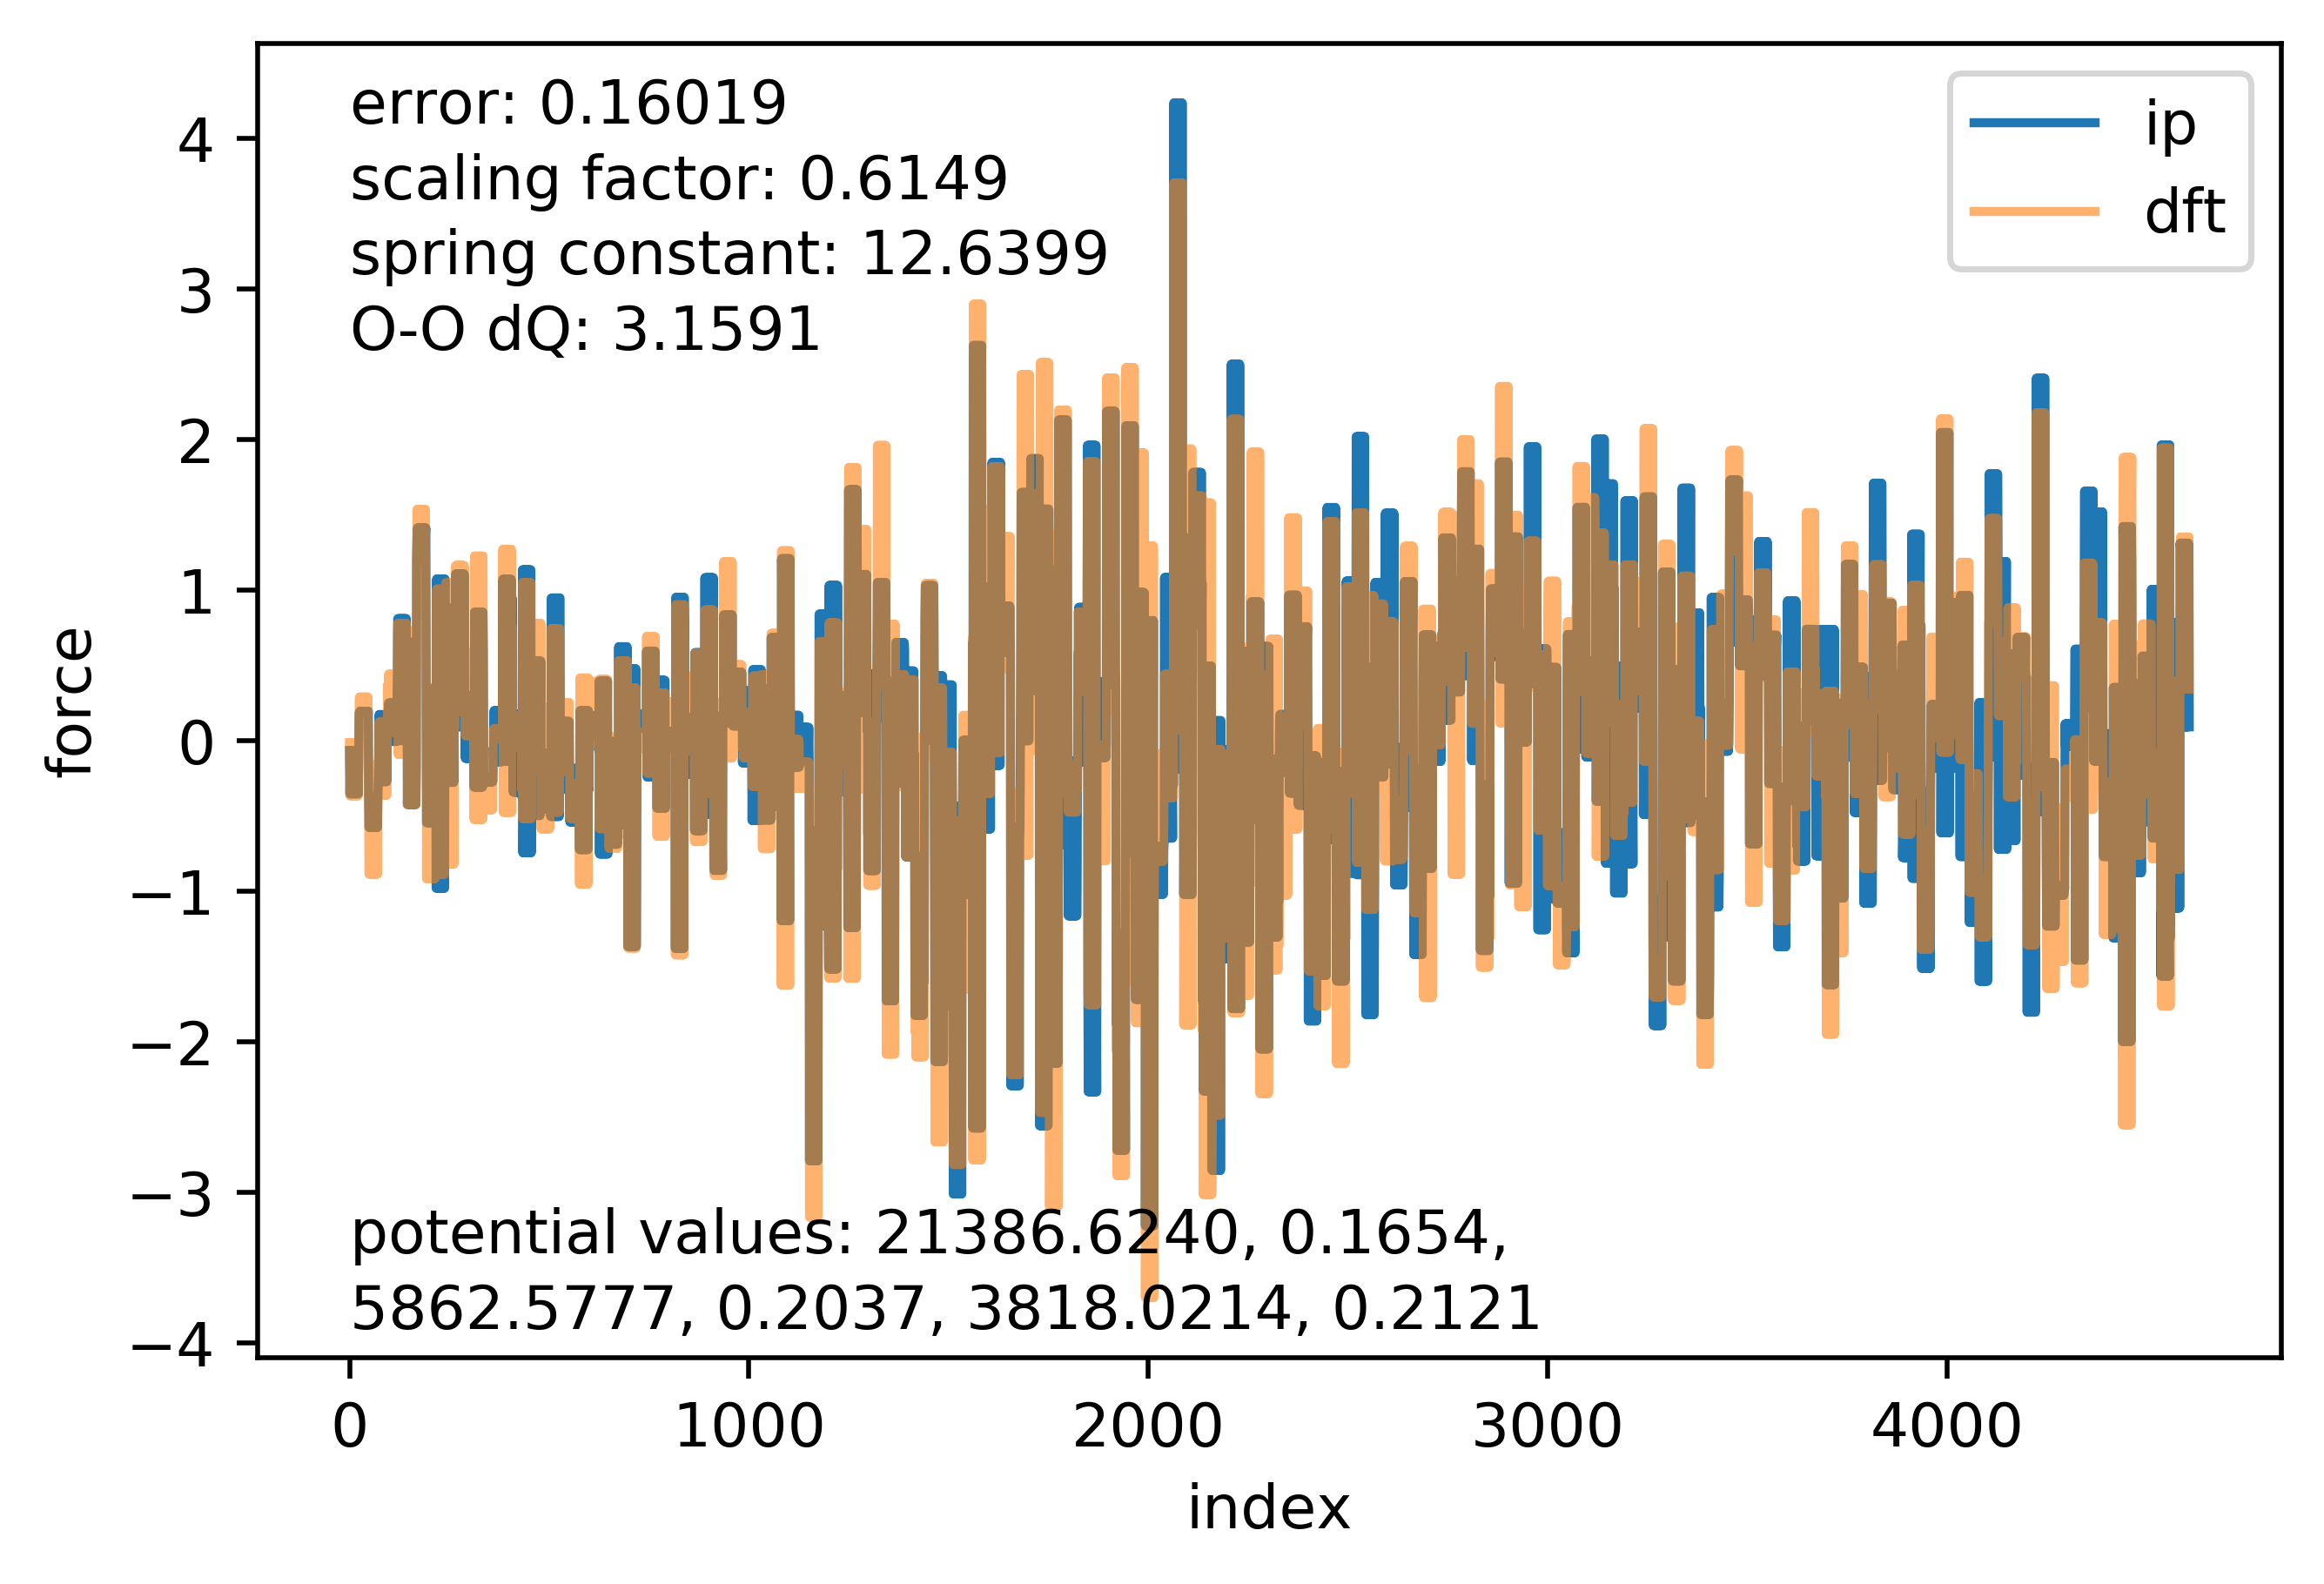 error: 0.16019
scaling factor: 0.6149
spring constant: 12.6399
O-O dQ: 3.1591
ip
dft
4
3
2
1
0
−1
−2
−3
−4
force
potential values: 21386.6240, 0.1654,
5862.5777, 0.2037, 3818.0214, 0.2121
0 1000 2000 3000 4000
index